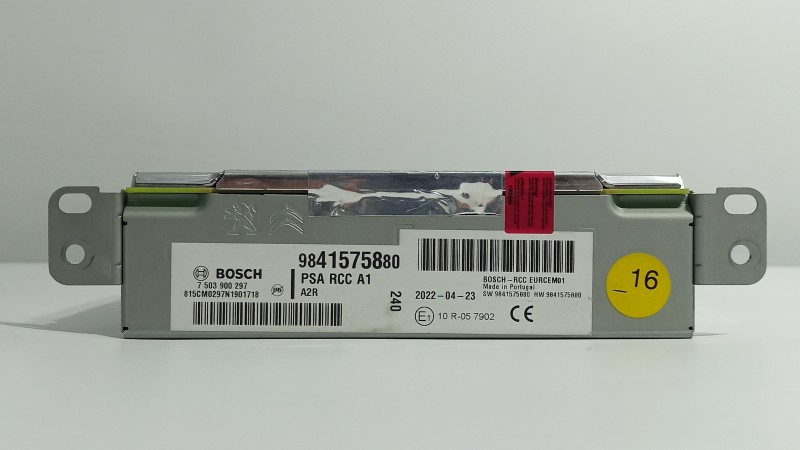 9841575880
BOSCH
7 503 900 297
815CM0297N1901718
PSA RCC A1
A2R
240
BOSCH-RCC EURCEM01
Made in Portugal
2022-04-23
SW 9841575880 HW 9841575880
E1 10 R-05 7902 CE
_16